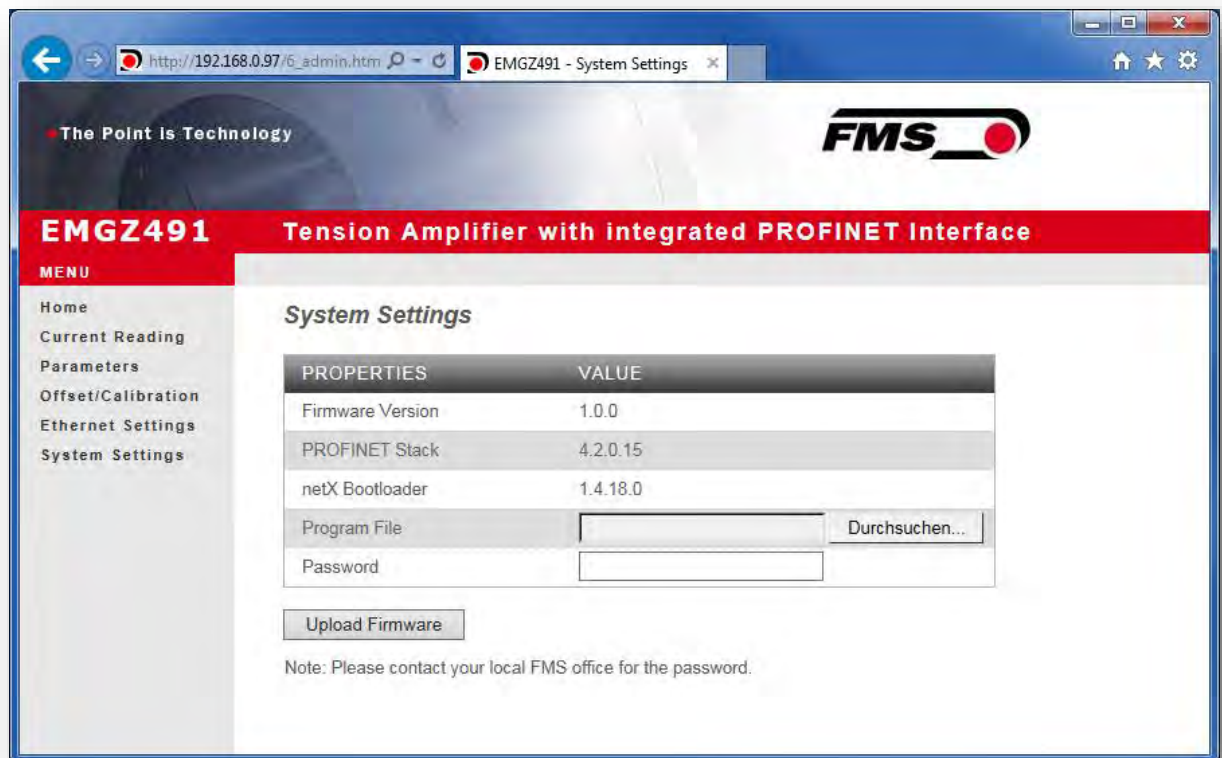 http://192.168.0.97/6_admin.htm
EMGZ491 - System Settings
The Point is Technology
FMS
EMGZ491
Tension Amplifier with integrated PROFINET Interface
MENU
Home
Current Reading
Parameters
Offset/Calibration
Ethernet Settings
System Settings
System Settings
PROPERTIES VALUE
Firmware Version 1.0.0
PROFINET Stack 4.2.0.15
netX Bootloader 1.4.18.0
Program File Durchsuchen...
Password
Upload Firmware
Note: Please contact your local FMS office for the password.